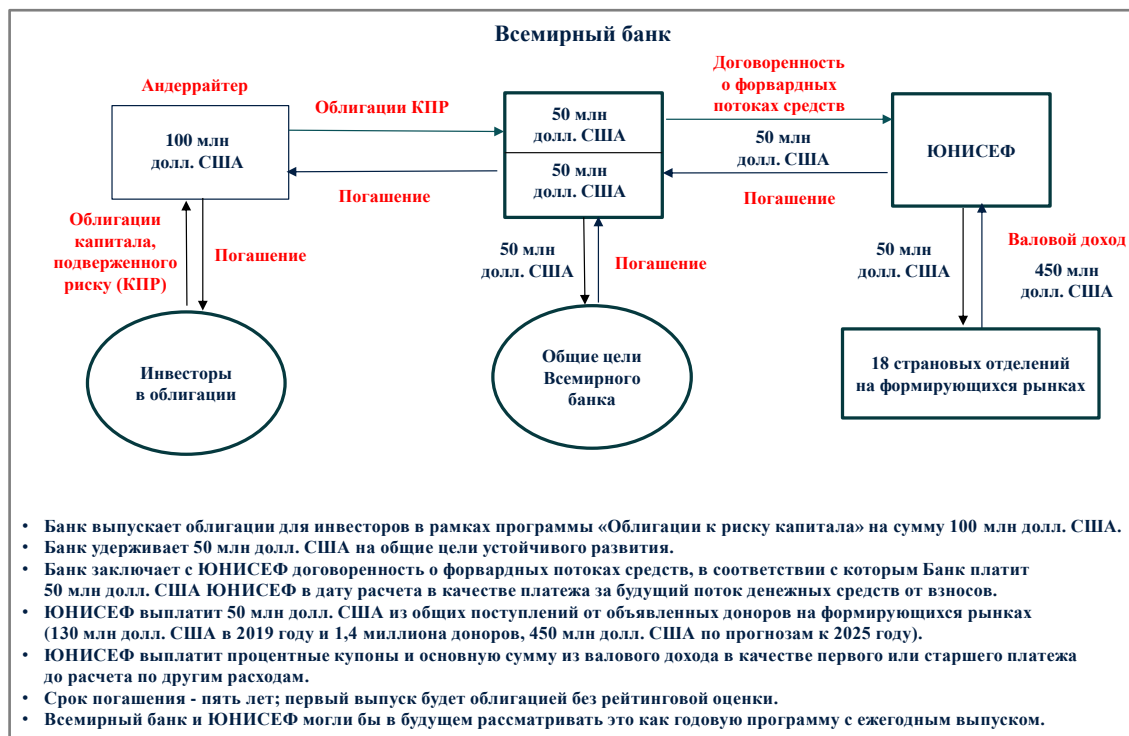 Всемирный банк
Андеррайтер
100 млн
долл. США
Облигации КПР
Погашение
50 млн
долл. США
50 млн
долл. США
Договоренность
о форвардных
потоках средств
50 млн
долл. США
Погашение
ЮНИСЕФ
Облигации
капитала,
подверженного
риску (КПР)
Погашение
50 млн
долл. США
Погашение
50 млн
долл. США
Валовой доход
450 млн
долл. США
Инвесторы
в облигации
Общие цели
Всемирного
банка
18 страновых отделений
на формирующихся рынках
• Банк выпускает облигации для инвесторов в рамках программы «Облигации к риску капитала» на сумму 100 млн долл. США.
• Банк удерживает 50 млн долл. США на общие цели устойчивого развития.
• Банк заключает с ЮНИСЕФ договоренность о форвардных потоках средств, в соответствии с которым Банк платит
50 млн долл. США ЮНИСЕФ в дату расчета в качестве платежа за будущий поток денежных средств от взносов.
• ЮНИСЕФ выплатит 50 млн долл. США из общих поступлений от объявленных доноров на формирующихся рынках
(130 млн долл. США в 2019 году и 1,4 миллиона доноров, 450 млн долл. США по прогнозам к 2025 году).
• ЮНИСЕФ выплатит процентные купоны и основную сумму из валового дохода в качестве первого или старшего платежа
до расчета по другим расходам.
• Срок погашения - пять лет; первый выпуск будет облигацией без рейтинговой оценки.
• Всемирный банк и ЮНИСЕФ могли бы в будущем рассматривать это как годовую программу с ежегодным выпуском.